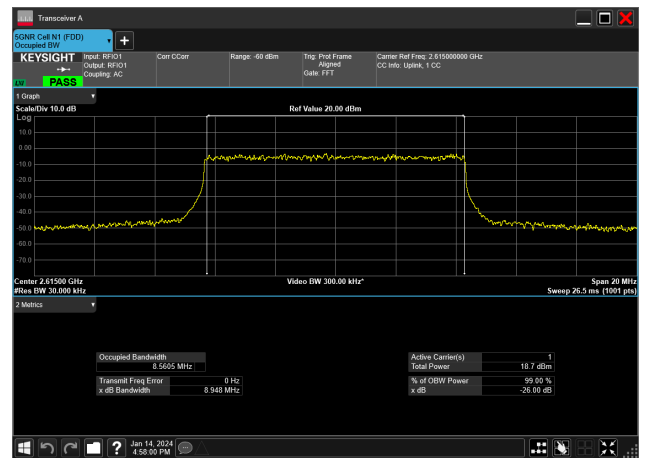 Transceiver A
5GNR Cell N1 (FDD)
Occupied BW
KEYSIGHT
LXI
PASS
Input: RFIO1
Output: RFIO1
Coupling: AC
Corr CCorr
Range: -60 dBm
Trig: Prot Frame
Aligned
Gate: FFT
Carrier Ref Freq: 2.615000000 GHz
CC Info: Uplink, 1 CC
1 Graph
Scale/Div 10.0 dB
Ref Value 20.00 dBm
Log
10.0
0.00
-10.0
-20.0
-30.0
-40.0
-50.0
-60.0
-70.0
Center 2.61500 GHz
Video BW 300.00 kHz*
Span 20 MHz
#Res BW 30.000 kHz
Sweep 26.5 ms (1001 pts)
2 Metrics
Occupied Bandwidth
8.5605 MHz
Transmit Freq Error 0 Hz
x dB Bandwidth 8.948 MHz
Active Carrier(s) 1
Total Power 18.7 dBm
% of OBW Power 99.00 %
x dB -26.00 dB
Jan 14, 2024
4:58:00 PM